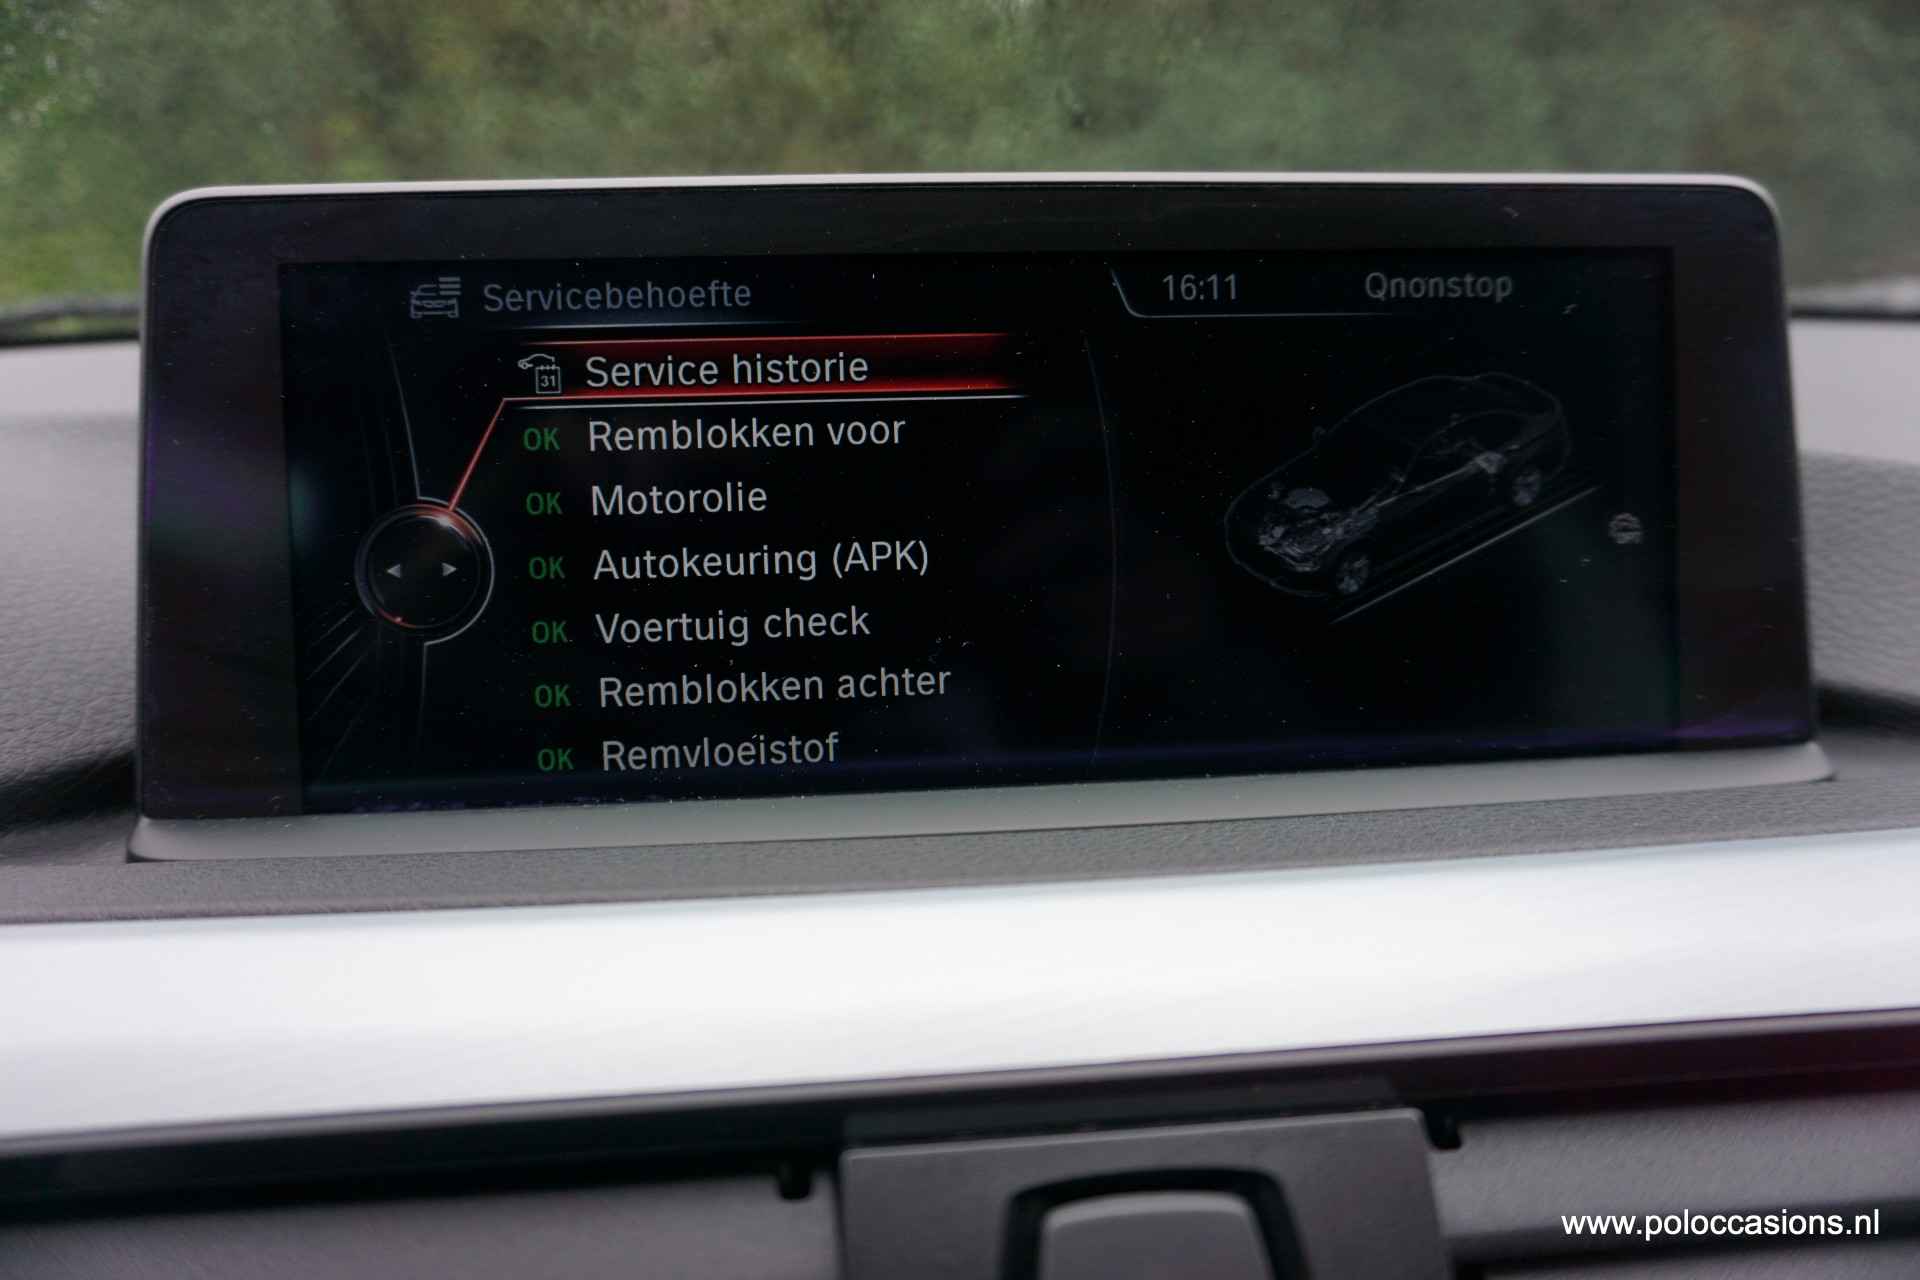 Servicebehoefte
16:11
Qnonstop
31 Service historie
OK Remblokken voor
OK Motorolie
OK Autokeuring (APK)
OK Voertuig check
OK Remblokken achter
OK Remvloeistof
www.poloccasions.nl